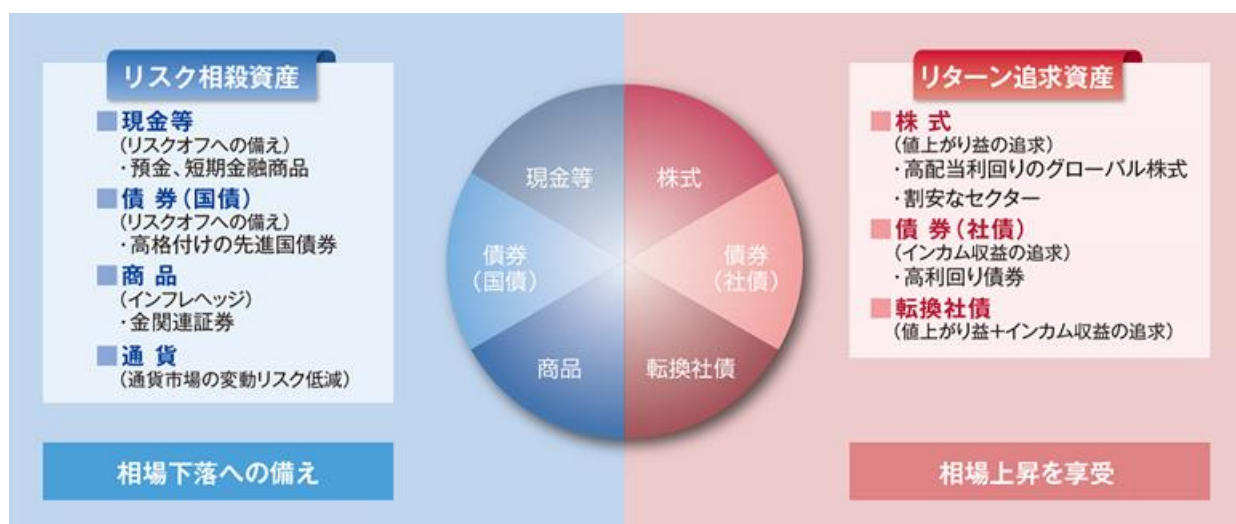 リスク相殺資産
■現金等
(リスクオフへの備え)
・預金、短期金融商品
■債 券(国債)
(リスクオフへの備え)
・高格付けの先進国債券
■商 品
(インフレヘッジ)
・金関連証券
■通 貨
(通貨市場の変動リスク低減)
相場下落への備え
現金等
株式
債券
(国債)
債券
(社債)
商品
転換社債
リターン追求資産
■株 式
(値上がり益の追求)
・高配当利回りのグローバル株式
・割安なセクター
■債 券(社債)
(インカム収益の追求)
・高利回り債券
■転換社債
(値上がり益+インカム収益の追求)
相場上昇を享受